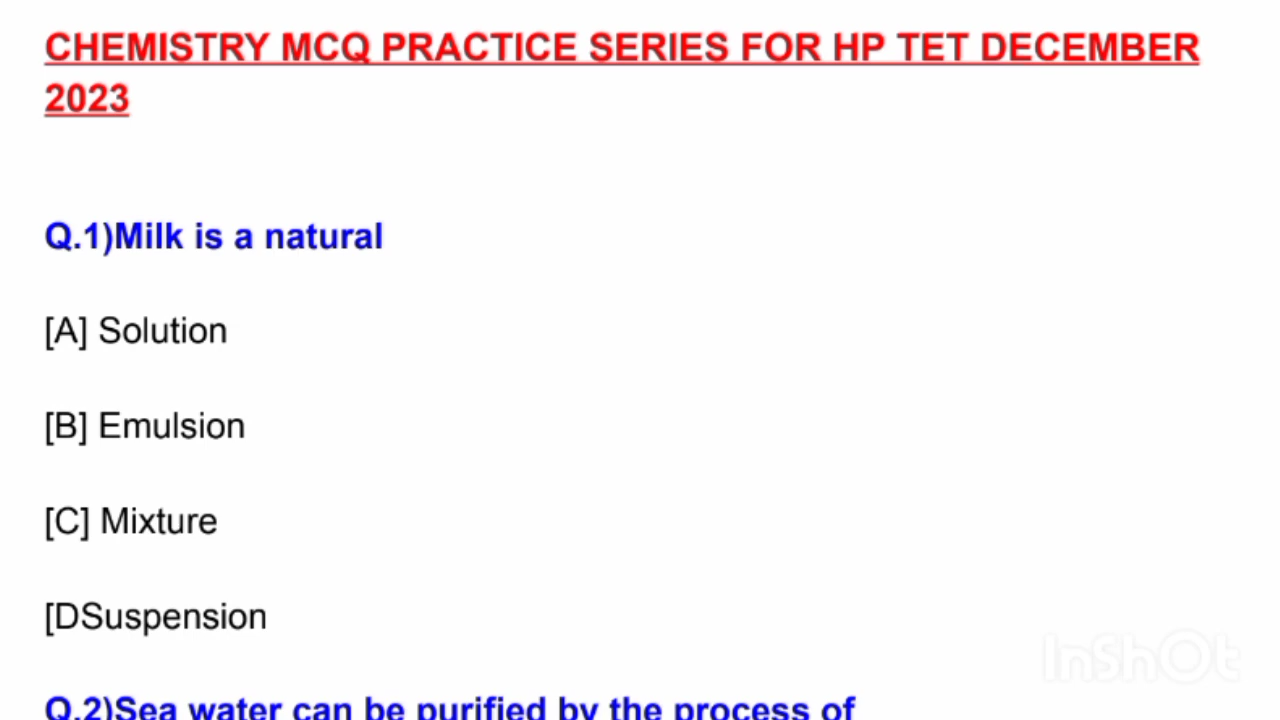 CHEMISTRY MCQ PRACTICE SERIES FOR HP TET DECEMBER
2023
Q.1)Milk is a natural
[A] Solution
[B] Emulsion
[C] Mixture
[DSuspension
InShOt
Q.2)Sea water can be purified by the process of